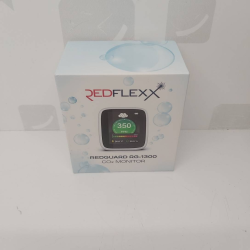 REDFLEXX
350
REDGUARD DG-1300
CO₂ MONITOR